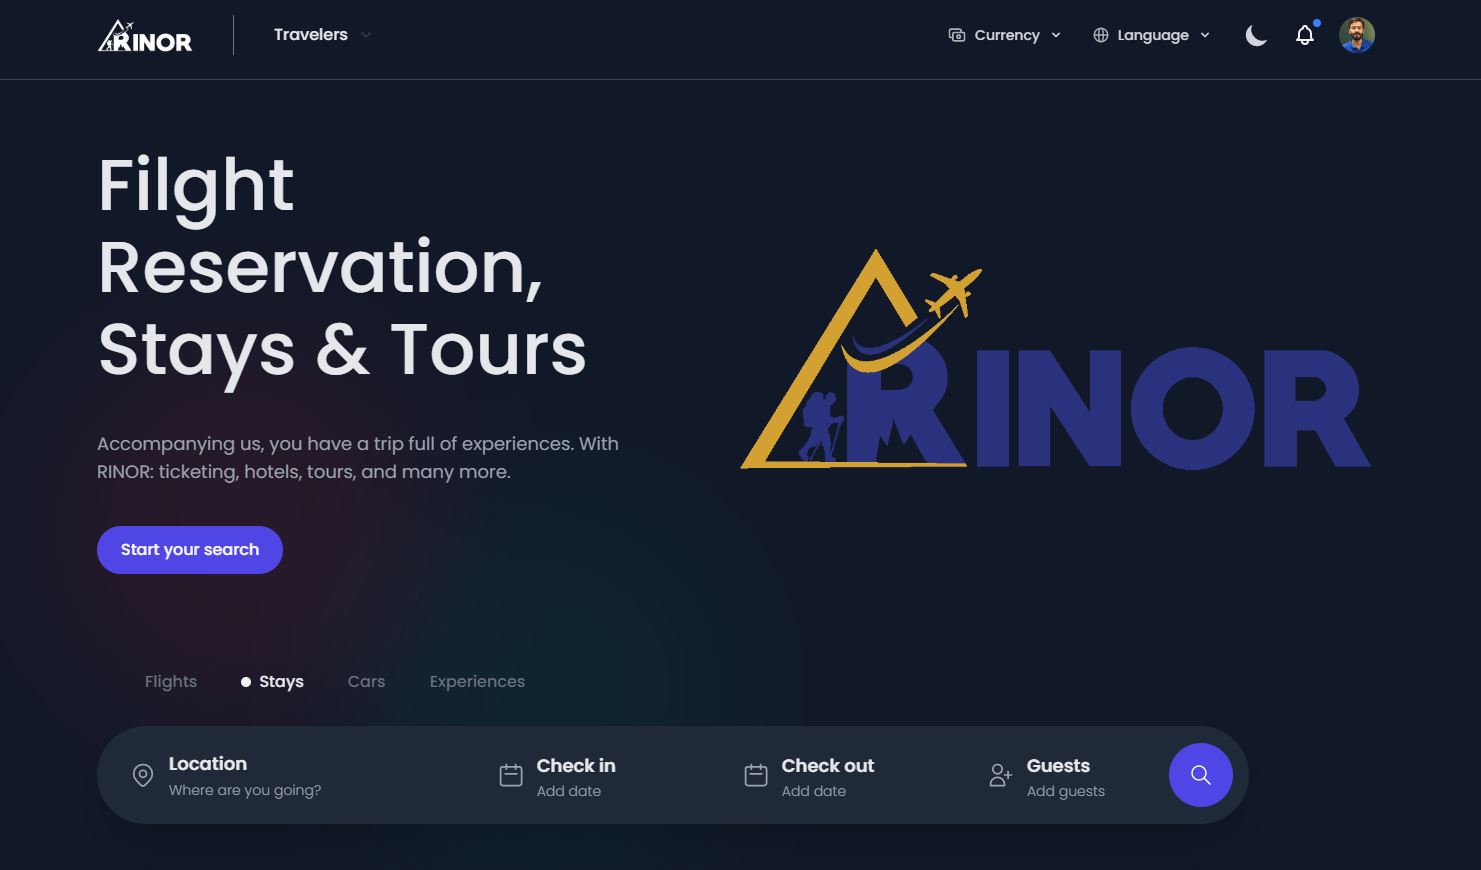 RINOR
Travelers
Currency
Language
Filght
Reservation,
Stays & Tours
Accompanying us, you have a trip full of experiences. With
RINOR: ticketing, hotels, tours, and many more.
Start your search
RINOR
Flights
Stays
Cars
Experiences
Location
Where are you going?
Check in
Add date
Check out
Add date
Guests
Add guests